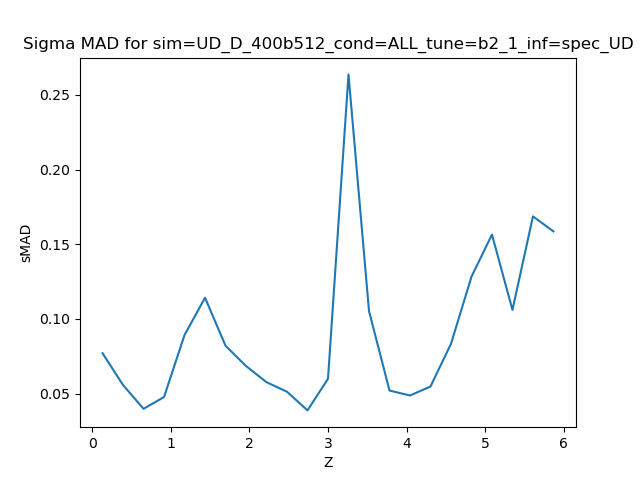 Sigma MAD for sim=UD_D_400b512_cond=ALL_tune=b2_1_inf=spec_UD
0.25
0.20
0.15
0.10
0.05
sMAD
0 1 2 3 4 5 6
Z